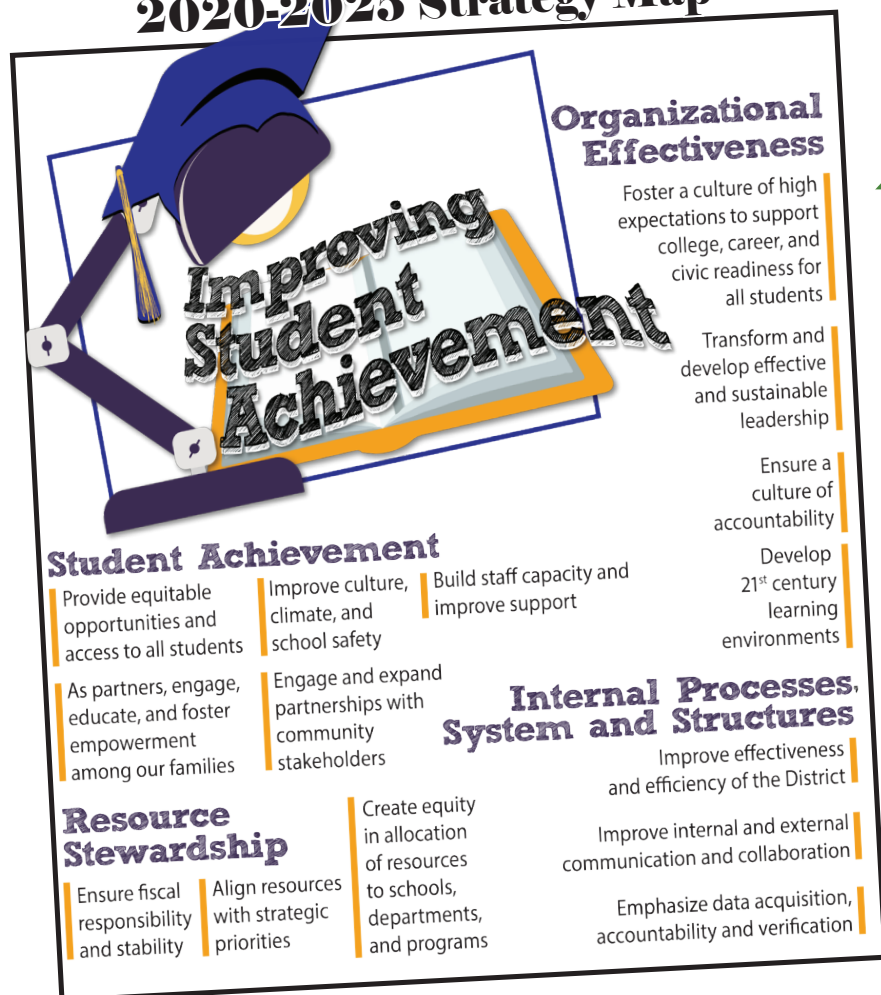 2020-2025 Strategy Map
Improving
Student
Achievement
Organizational
Effectiveness
Foster a culture of high
expectations to support
college, career, and
civic readiness for
all students
Transform and
develop effective
and sustainable
leadership
Ensure a
culture of
accountability
Develop
21st century
learning
environments
Student Achievement
Provide equitable
opportunities and
access to all students
Improve culture,
climate, and
school safety
Build staff capacity and
improve support
As partners, engage,
educate, and foster
empowerment
among our families
Engage and expand
partnerships with
community
stakeholders
Internal Processes,
System and Structures
Improve effectiveness
and efficiency of the District
Improve internal and external
communication and collaboration
Emphasize data acquisition,
accountability and verification
Resource
Stewardship
Ensure fiscal
responsibility
and stability
Align resources
with strategic
priorities
Create equity
in allocation
of resources
to schools,
departments,
and programs